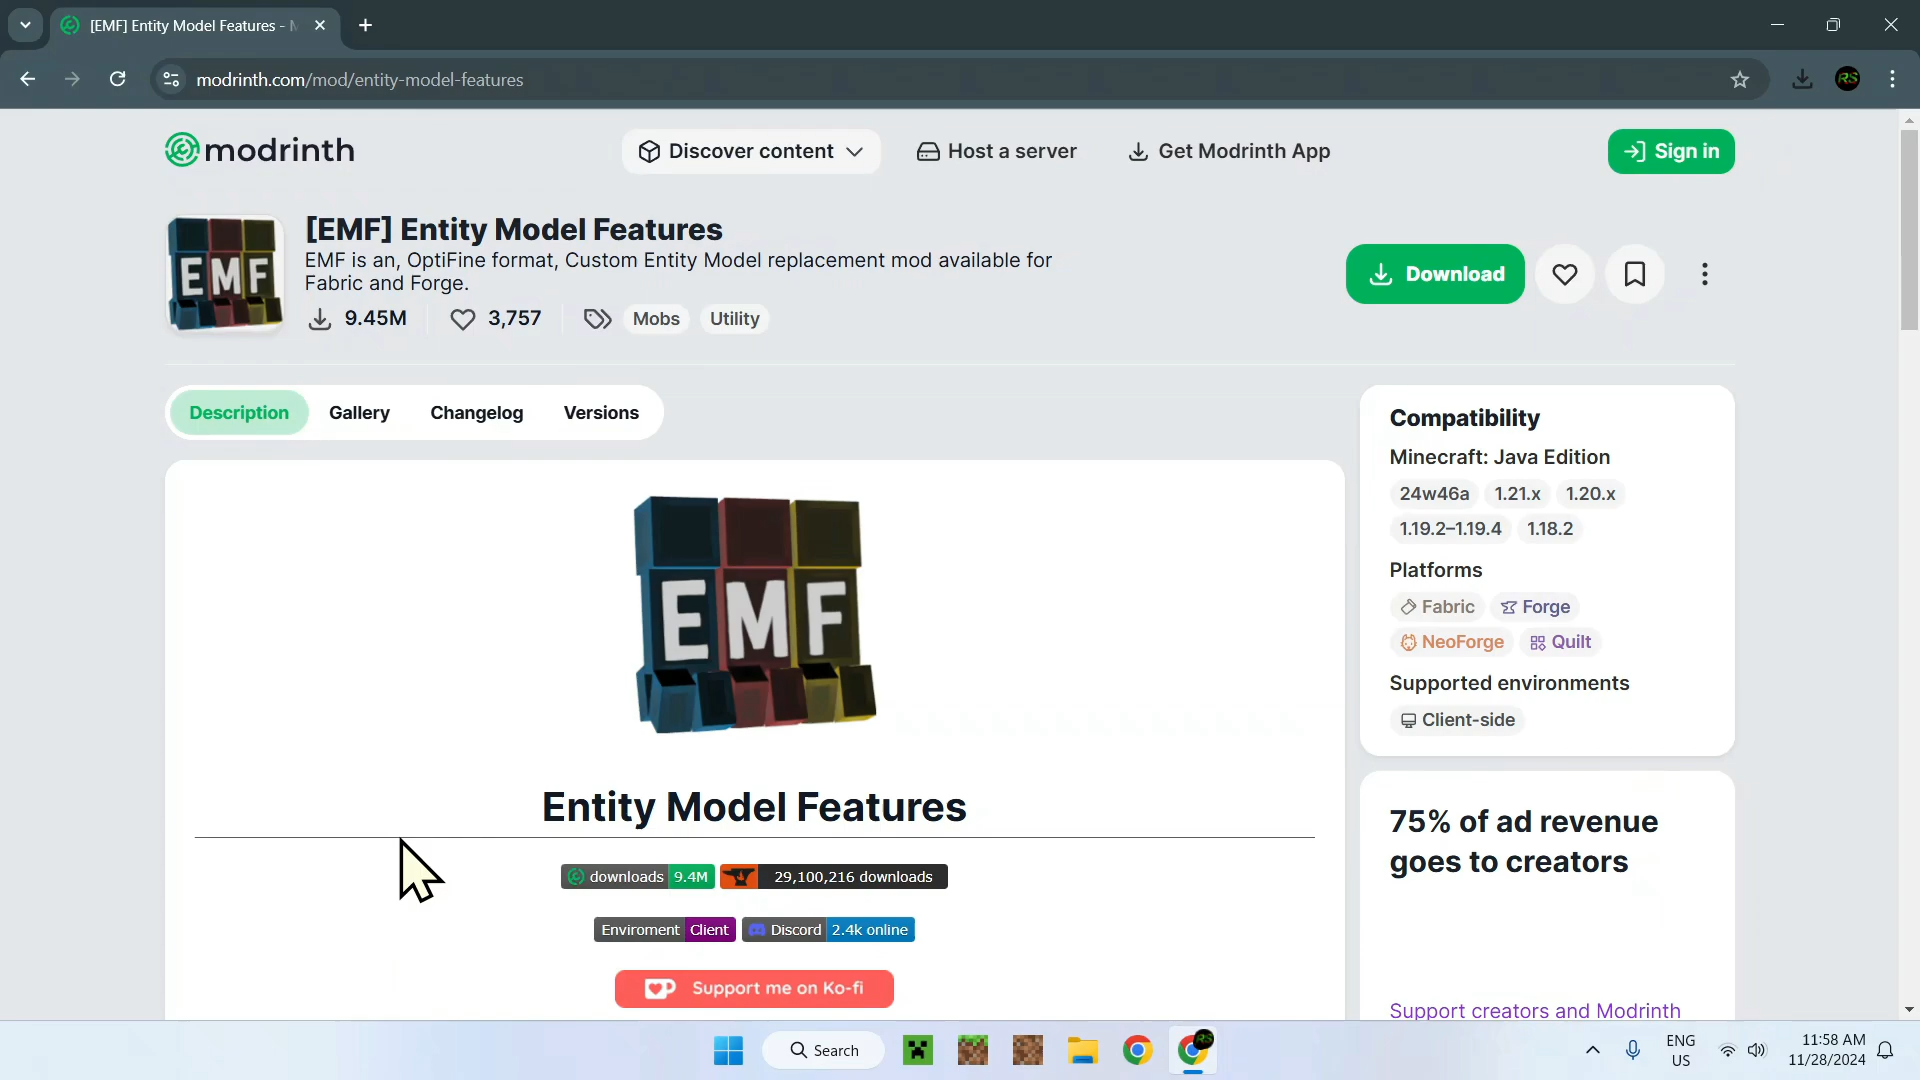 [EMF] Entity Model Features -
modrinth.com/mod/entity-model-features
modrinth
Discover content
Host a server
Get Modrinth App
Sign in
EMF
[EMF] Entity Model Features
EMF is an, OptiFine format, Custom Entity Model replacement mod available for
Fabric and Forge.
9.45M
3,757
Mobs
Utility
Download
Description
Gallery
Changelog
Versions
EMF
Entity Model Features
downloads 9.4M
29,100,216 downloads
Enviroment Client
Discord 2.4k online
Support me on Ko-fi
Compatibility
Minecraft: Java Edition
24w46a 1.21.x 1.20.x
1.19.2–1.19.4 1.18.2
Platforms
Fabric Forge
NeoForge Quilt
Supported environments
Client-side
75% of ad revenue
goes to creators
Support creators and Modrinth
Search
ENG
US
11:58 AM
11/28/2024
RS